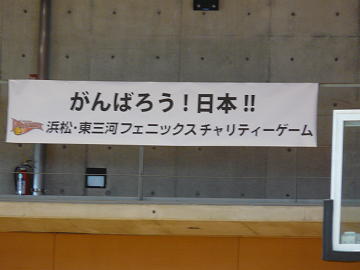 がんばろう！日本!!
浜松・東三河フェニックス チャリティーゲーム